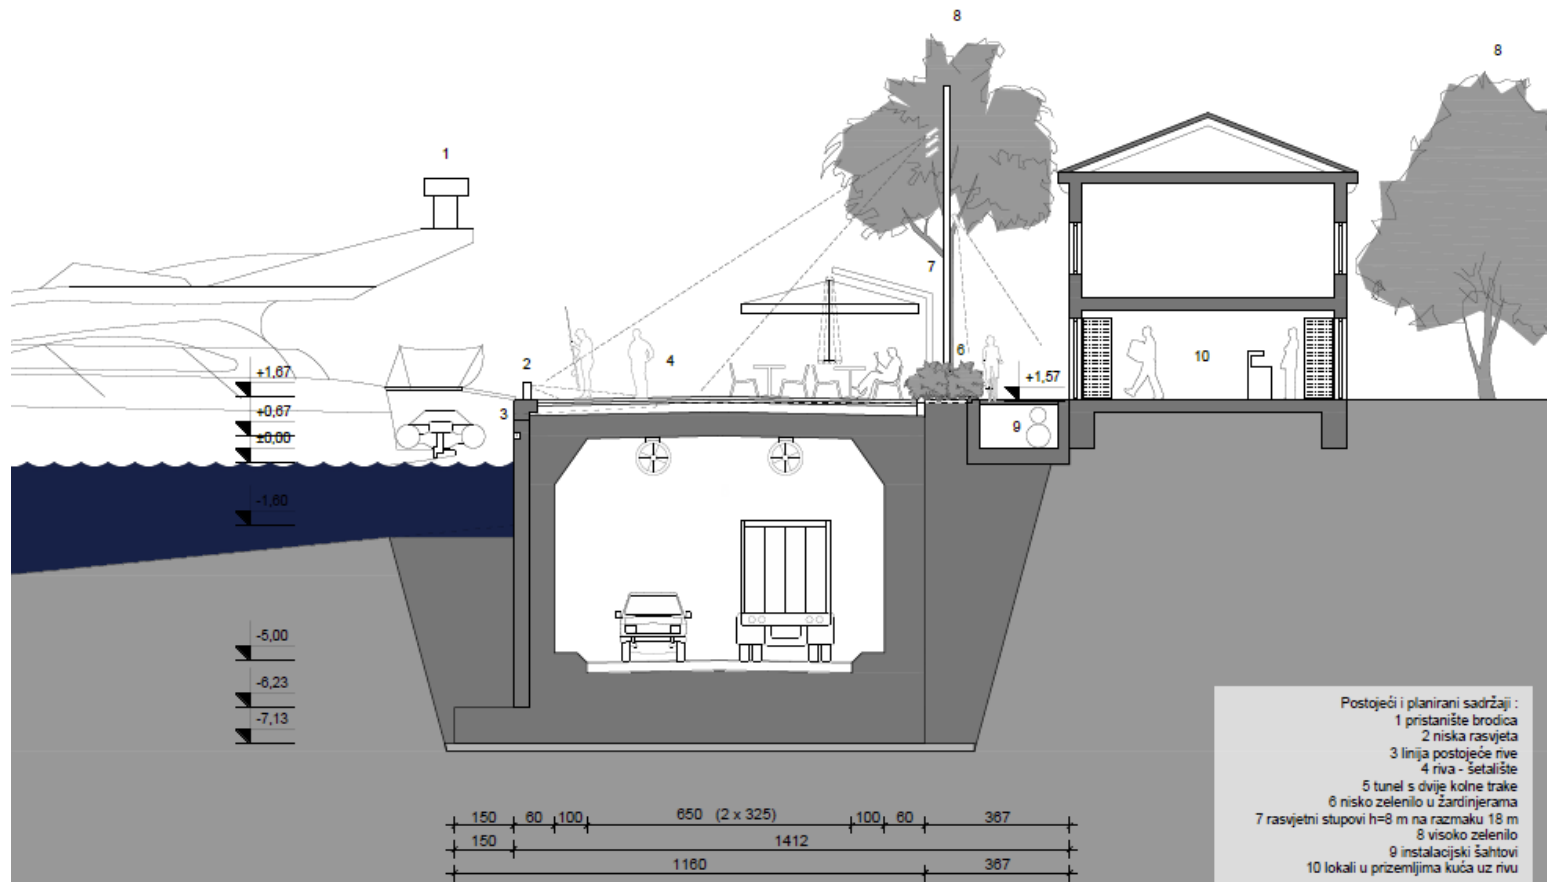 8
8
1
7
2
4
6
10
+1,67
+1,57
+0,67
3
9
±0,00
-1,60
-5,00
-6,23
-7,13
150 60 100 650 (2 x 325) 100 60 367
150 1412
1160 367
Postojeći i planirani sadržaji :
1 pristanište brodica
2 niska rasvjeta
3 linija postojeće rive
4 riva - šetalište
5 tunel s dvije kolne trake
6 nisko zelenilo u žardinjerama
7 rasvjetni stupovi h=8 m na razmaku 18 m
8 visoko zelenilo
9 instalacijski šahtovi
10 lokali u prizemljima kuća uz rivu